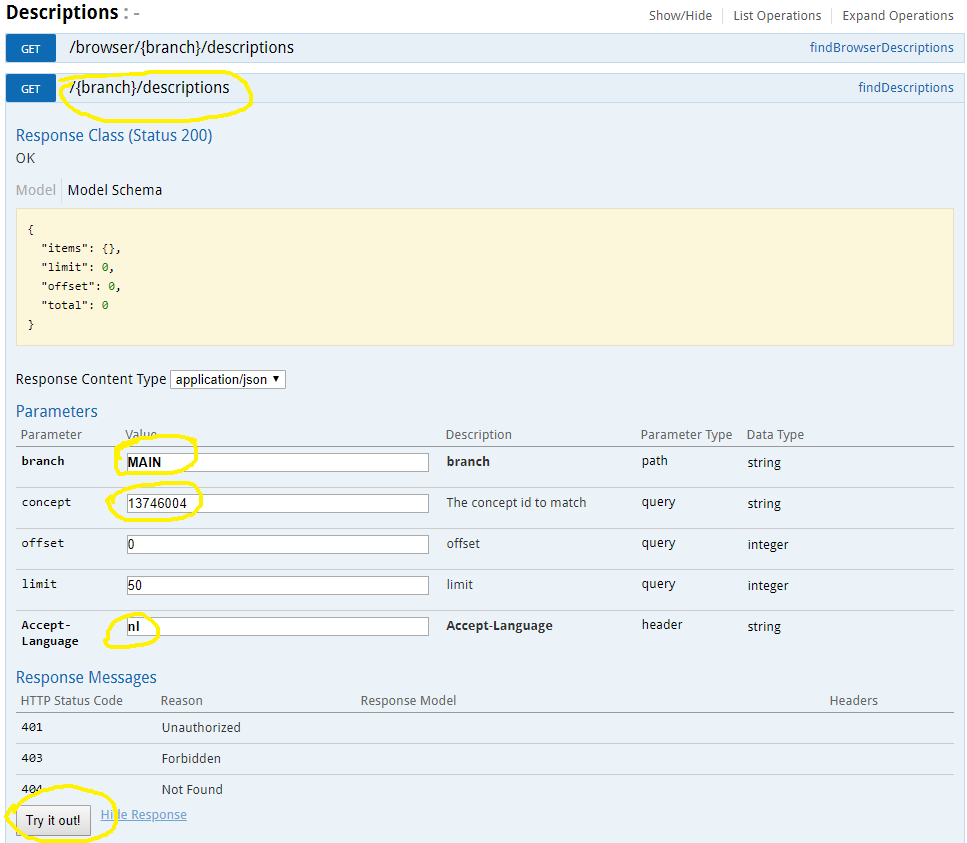 Descriptions : -
Show/Hide List Operations Expand Operations
GET /browser/{branch}/descriptions findBrowserDescriptions
GET /{branch}/descriptions findDescriptions
Response Class (Status 200)
OK
Model Model Schema
{
"items": {},
"limit": 0,
"offset": 0,
"total": 0
}
Response Content Type application/json ▼
Parameters
Parameter Value Description Parameter Type Data Type
branch MAIN branch path string
concept 13746004 The concept id to match query string
offset 0 offset query integer
limit 50 limit query integer
Accept-Language nl Accept-Language header string
Response Messages
HTTP Status Code Reason Response Model Headers
401 Unauthorized
403 Forbidden
404 Not Found
Try it out! Hide Response